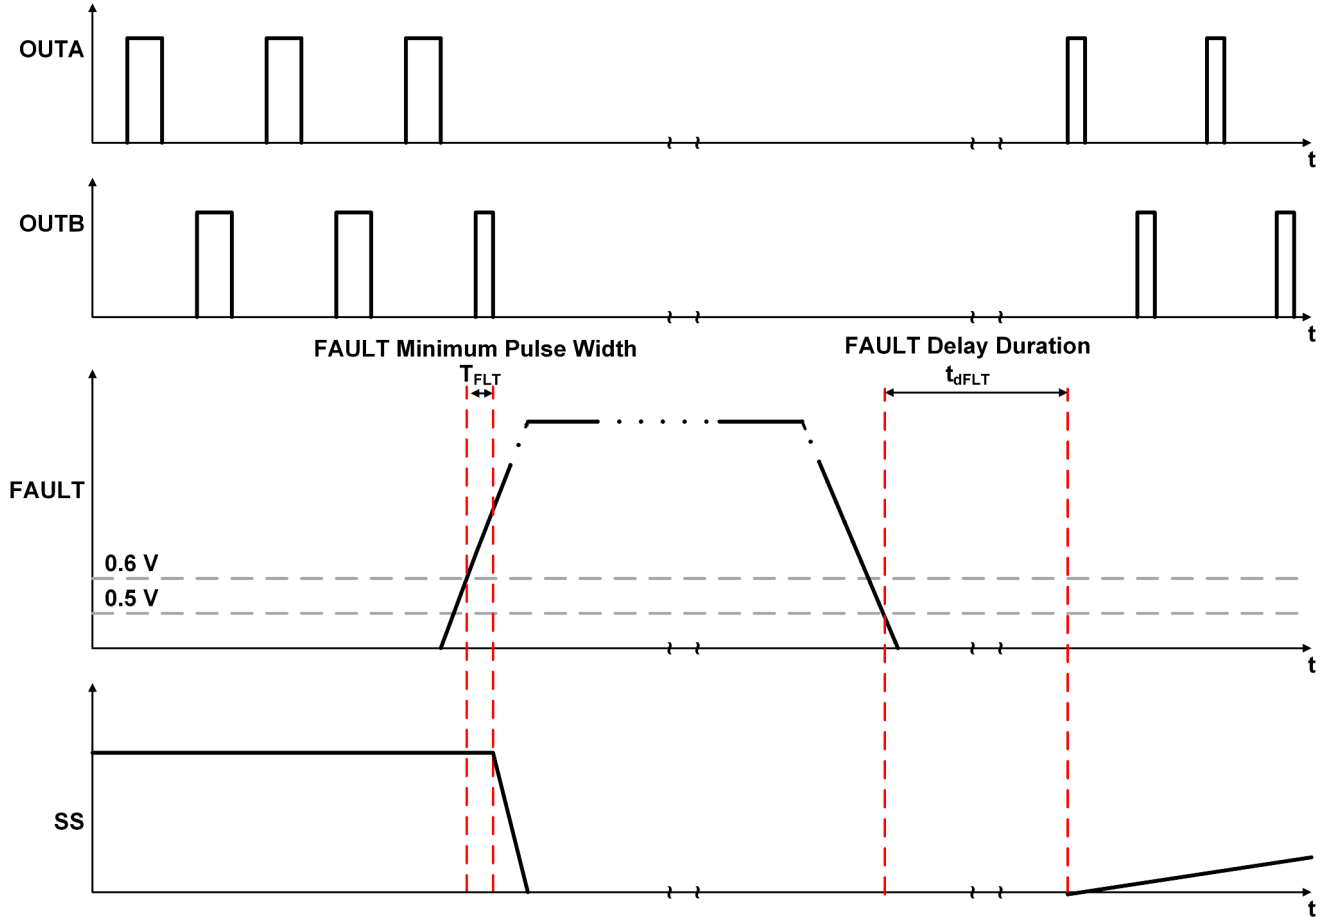 OUTA
t
OUTB
t
FAULT Minimum Pulse Width
TFLT
FAULT Delay Duration
tdFLT
FAULT
0.6 V
0.5 V
t
SS
t